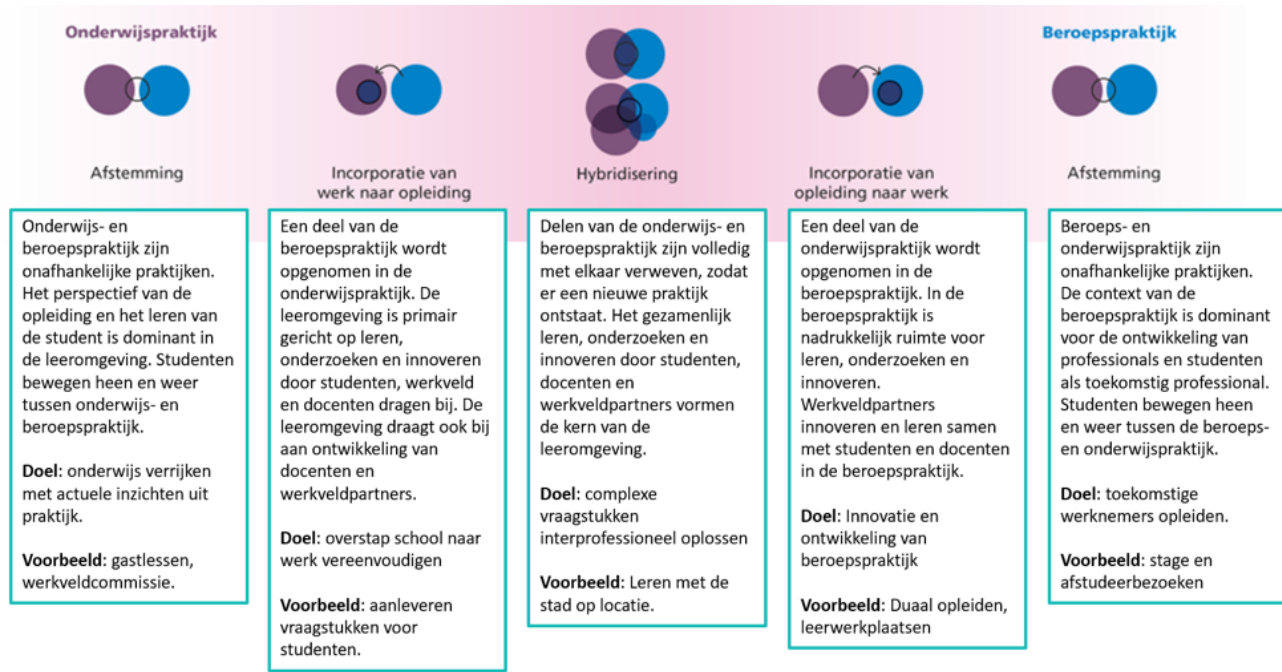 Onderwijspraktijk
Beroepspraktijk
Afstemming
Incorporatie van
werk naar opleiding
Hybridisering
Incorporatie van
opleiding naar werk
Afstemming
Onderwijs- en
beroepspraktijk zijn
onafhankelijke praktijken.
Het perspectief van de
opleiding en het leren van
de student is dominant in
de leeromgeving. Studenten
bewegen heen en weer
tussen onderwijs- en
beroepspraktijk.
Doel: onderwijs verrijken
met actuele inzichten uit
praktijk.
Voorbeeld: gastlessen,
werkveldcommissie.
Een deel van de
beroepspraktijk wordt
opgenomen in de
onderwijspraktijk. De
leeromgeving is primair
gericht op leren,
onderzoeken en innoveren
door studenten, werkveld
en docenten dragen bij. De
leeromgeving draagt ook bij
aan ontwikkeling van
docenten en
werkveldpartners.
Doel: overstap school naar
werk vereenvoudigen
Voorbeeld: aanleveren
vraagstukken voor
studenten.
Delen van de onderwijs- en
beroepspraktijk zijn volledig
met elkaar verweven, zodat
er een nieuwe praktijk
ontstaat. Het gezamenlijk
leren, onderzoeken en
innoveren door studenten,
docenten en
werkveldpartners vormen
de kern van de
leeromgeving.
Doel: complexe
vraagstukken
interprofessioneel oplossen
Voorbeeld: Leren met de
stad op locatie.
Een deel van de
onderwijspraktijk wordt
opgenomen in de
beroepspraktijk. In de
beroepspraktijk is
nadrukkelijk ruimte voor
leren, onderzoeken en
innoveren.
Werkveldpartners
innoveren en leren samen
met studenten en docenten
in de beroepspraktijk.
Doel: Innovatie en
ontwikkeling van
beroepspraktijk
Voorbeeld: Duaal opleiden,
leerwerkplaatsen
Beroeps- en
onderwijspraktijk zijn
onafhankelijke praktijken.
De context van de
beroepspraktijk is dominant
voor de ontwikkeling van
professionals en studenten
als toekomstig professional.
Studenten bewegen heen
en weer tussen de beroeps-
en onderwijspraktijk.
Doel: toekomstige
werknemers opleiden.
Voorbeeld: stage en
afstudeerbezoeken